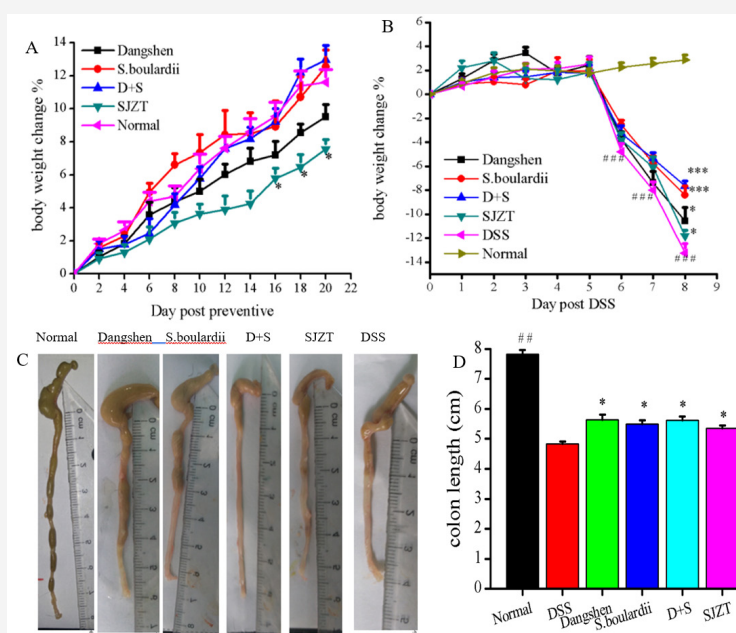 A
B
14
12
10
8
6
4
2
0
body weight change %
Dangshen
S.boulardii
D+S
SJZT
Normal
*
*
*
0 2 4 6 8 10 12 14 16 18 20 22
Day post preventive
6
4
2
0
-2
-4
-6
-8
-10
-12
-14
body weight change %
Dangshen
S.boulardii
D+S
SJZT
DSS
Normal
###
###
***
***
*
*
###
0 1 2 3 4 5 6 7 8 9
Day post DSS
Normal Dangshen S.boulardii D+S SJZT DSS
C
D
8
7
6
5
4
3
2
1
0
colon length (cm)
##
*
*
*
*
Normal DSS Dangshen S.boulardii D+S SJZT